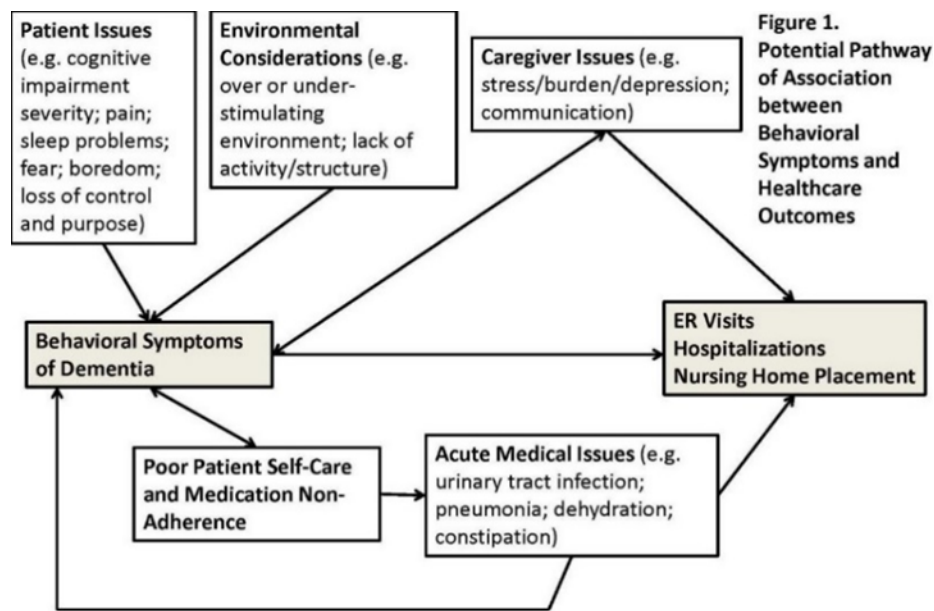 Patient Issues
(e.g. cognitive
impairment
severity; pain;
sleep problems;
fear; boredom;
loss of control
and purpose)
Environmental
Considerations (e.g.
over or under-
stimulating
environment; lack of
activity/structure)
Caregiver Issues (e.g.
stress/burden/depression;
communication)
Figure 1.
Potential Pathway
of Association
between
Behavioral
Symptoms and
Healthcare
Outcomes
Behavioral Symptoms
of Dementia
ER Visits
Hospitalizations
Nursing Home Placement
Poor Patient Self-Care
and Medication Non-
Adherence
Acute Medical Issues (e.g.
urinary tract infection;
pneumonia; dehydration;
constipation)